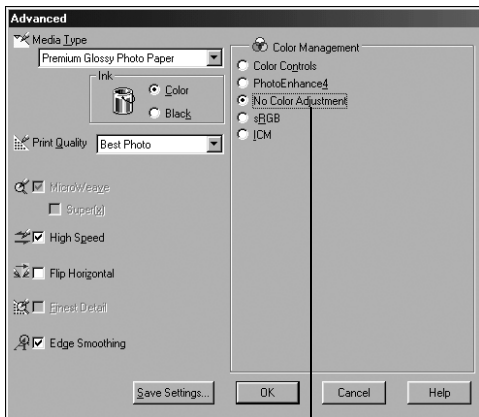 Advanced
Media Type
Premium Glossy Photo Paper
Ink
Color
Black
Print Quality
Best Photo
MicroWeave
Super(x)
High Speed
Flip Horizontal
Finest Detail
Edge Smoothing
Color Management
Color Controls
PhotoEnhance4
No Color Adjustment
sRGB
ICM
Save Settings...
OK
Cancel
Help